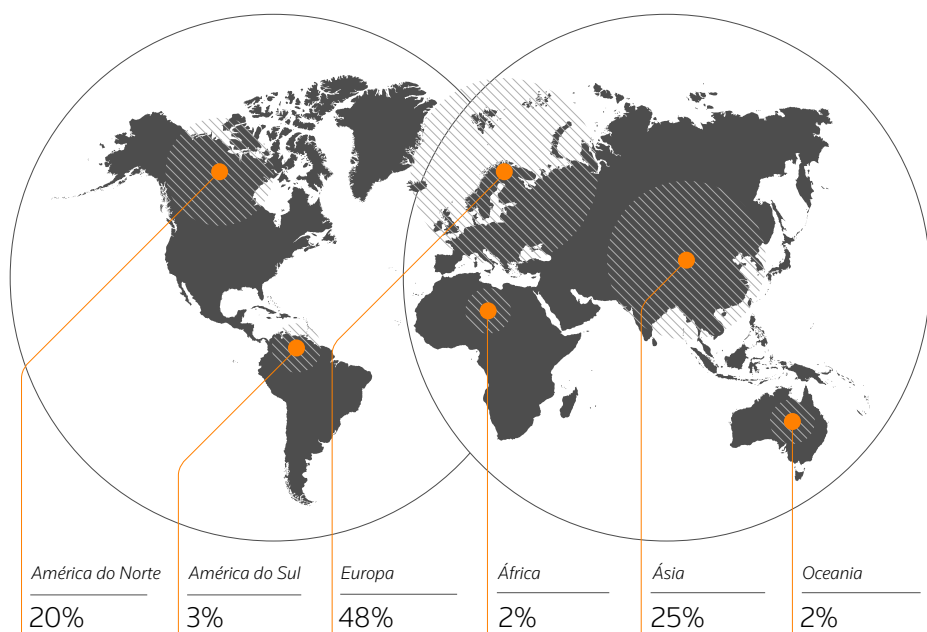 América do Norte
20%
América do Sul
3%
Europa
48%
África
2%
Ásia
25%
Oceania
2%